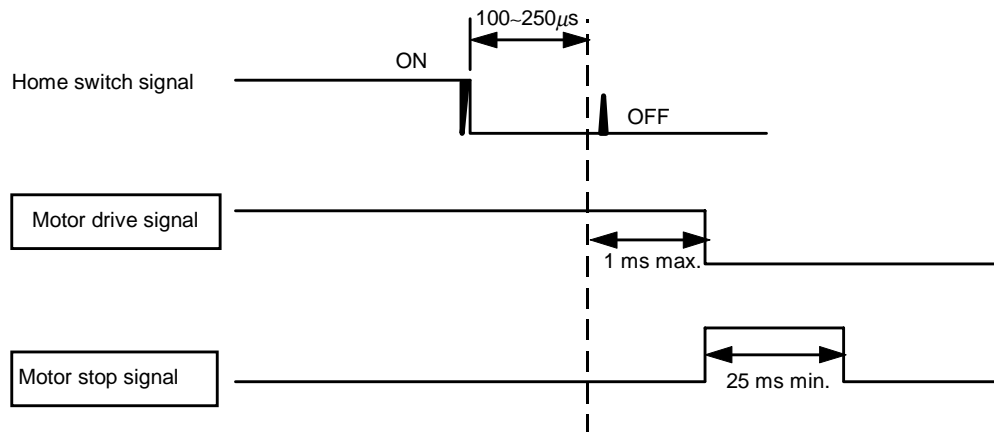 100~250μs
ON
Home switch signal
OFF
Motor drive signal
1 ms max.
Motor stop signal
25 ms min.